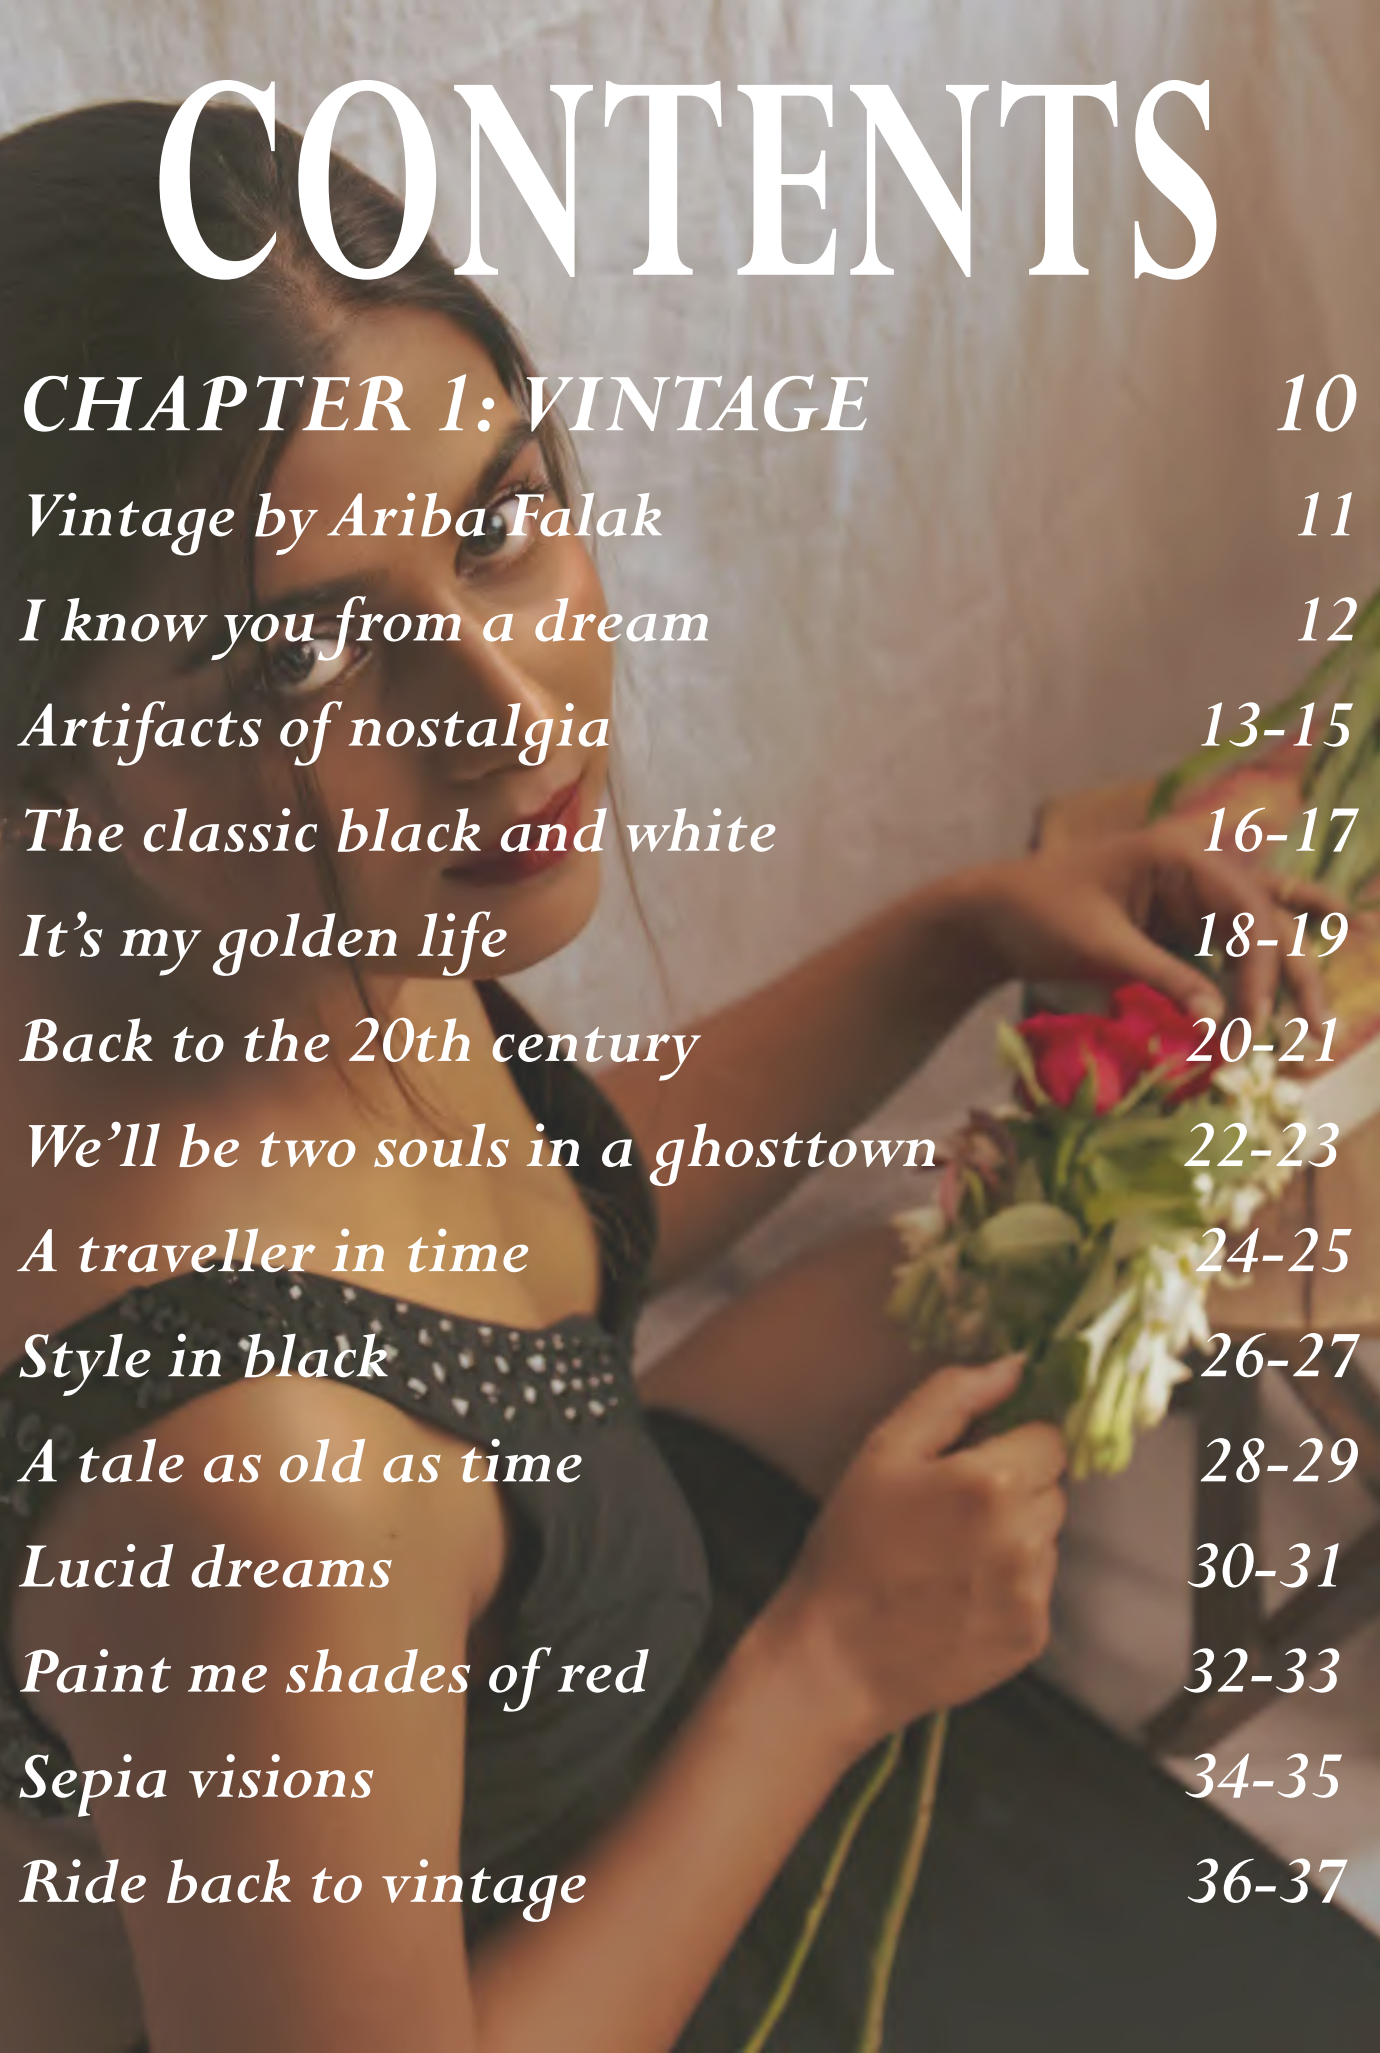 CONTENTS
CHAPTER 1: VINTAGE 10
Vintage by Ariba Falak 11
I know you from a dream 12
Artifacts of nostalgia 13-15
The classic black and white 16-17
It’s my golden life 18-19
Back to the 20th century 20-21
We’ll be two souls in a ghosttown 22-23
A traveller in time 24-25
Style in black 26-27
A tale as old as time 28-29
Lucid dreams 30-31
Paint me shades of red 32-33
Sepia visions 34-35
Ride back to vintage 36-37